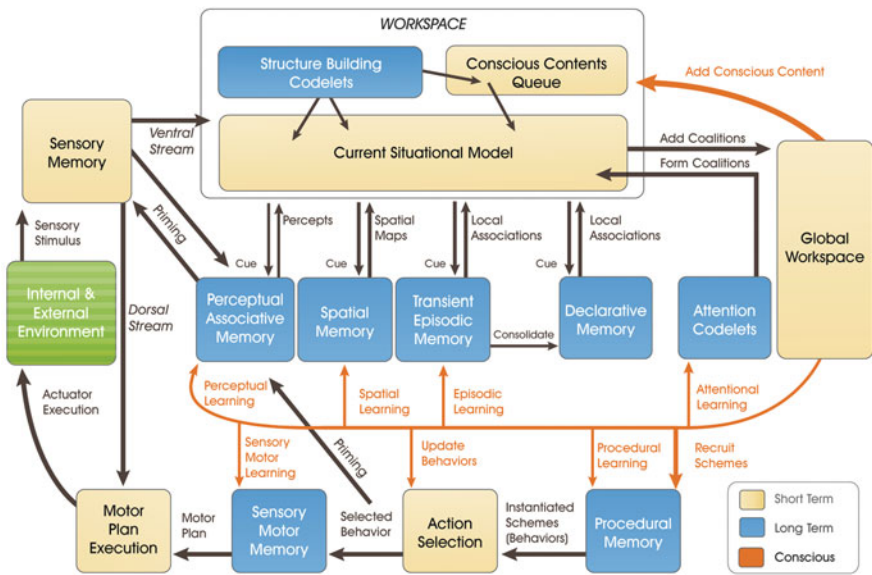 WORKSPACE
Structure Building
Codelets
Conscious Contents
Queue
Add Conscious Content
Sensory
Memory
Ventral
Stream
Current Situational Model
Add Coalitions
Form Coalitions
Global
Workspace
Sensory
Stimulus
Priming
Percepts
Spatial
Maps
Local
Associations
Local
Associations
Cue
Cue
Cue
Cue
Internal &
External
Environment
Dorsal
Stream
Perceptual
Associative
Memory
Spatial
Memory
Transient
Episodic
Memory
Consolidate
Declarative
Memory
Attention
Codelets
Actuator
Execution
Perceptual
Learning
Spatial
Learning
Episodic
Learning
Attentional
Learning
Sensory
Motor
Learning
Priming
Update
Behaviors
Procedural
Learning
Recruit
Schemes
Motor
Plan
Execution
Motor
Plan
Sensory
Motor
Memory
Selected
Behavior
Action
Selection
Instantiated
Schemes
(Behaviors)
Procedural
Memory
Short Term
Long Term
Conscious